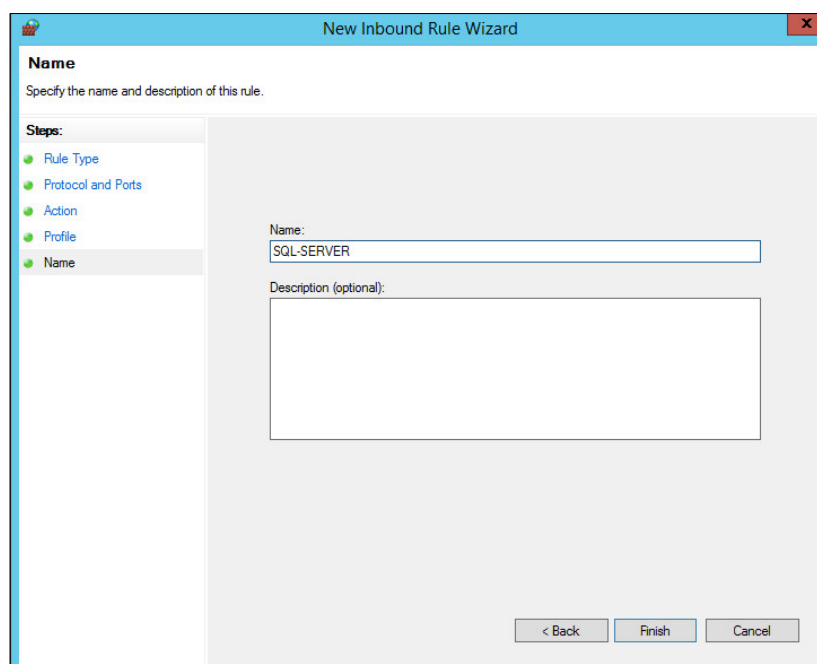 New Inbound Rule Wizard
x
Name
Specify the name and description of this rule.
Steps:
Rule Type
Protocol and Ports
Action
Profile
Name
Name:
SQL-SERVER
Description (optional):
< Back
Finish
Cancel